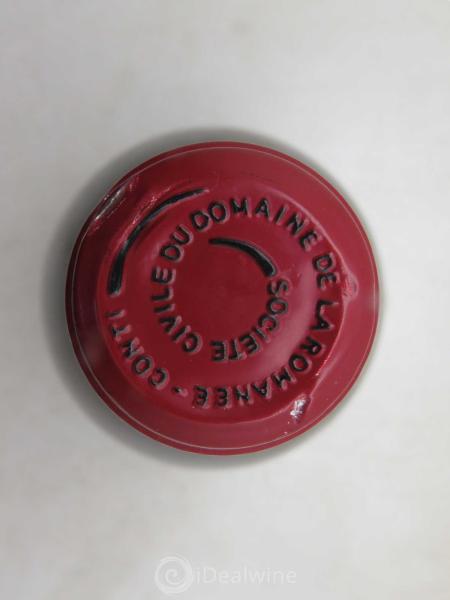 SOCIETE CIVILE DU DOMAINE DE LA ROMANEE - CONTI
iDealwine